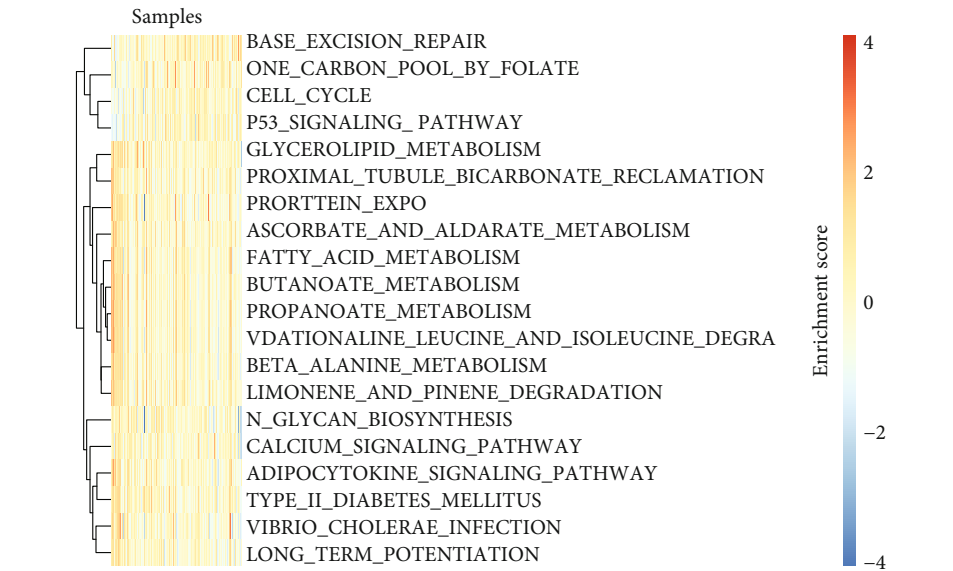 Samples
BASE_EXCISION_REPAIR
ONE_CARBON_POOL_BY_FOLATE
CELL_CYCLE
P53_SIGNALING_ PATHWAY
GLYCEROLIPID_METABOLISM
PROXIMAL_TUBULE_BICARBONATE_RECLAMATION
PRORTTEIN_EXPO
ASCORBATE_AND_ALDARATE_METABOLISM
FATTY_ACID_METABOLISM
BUTANOATE_METABOLISM
PROPANOATE_METABOLISM
VDATIONALINE_LEUCINE_AND_ISOLEUCINE_DEGRA
BETA_ALANINE_METABOLISM
LIMONENE_AND_PINENE_DEGRADATION
N_GLYCAN_BIOSYNTHESIS
CALCIUM_SIGNALING_PATHWAY
ADIPOCYTOKINE_SIGNALING_PATHWAY
TYPE_II_DIABETES_MELLITUS
VIBRIO_CHOLERAE_INFECTION
LONG_TERM_POTENTIATION
Enrichment score
4
2
0
−2
−4